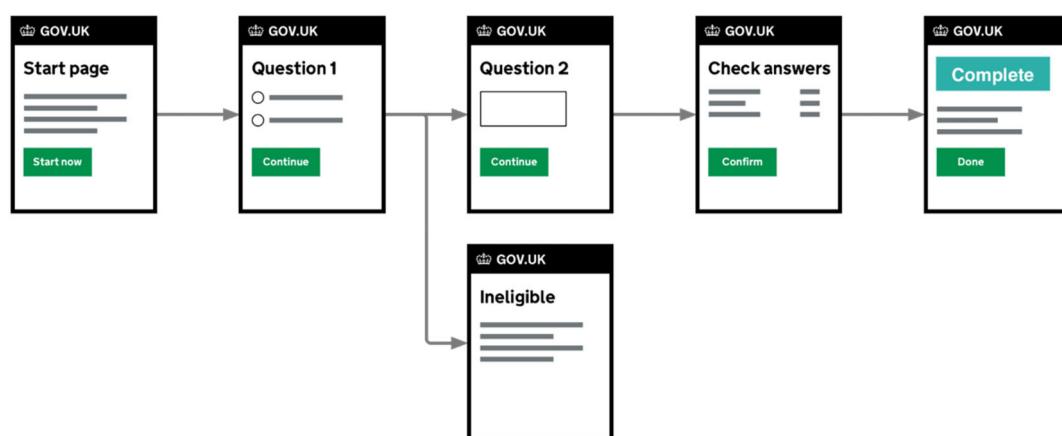 GOV.UK
Start page
Start now
GOV.UK
Question 1
Continue
GOV.UK
Question 2
Continue
GOV.UK
Check answers
Confirm
GOV.UK
Complete
Done
GOV.UK
Ineligible